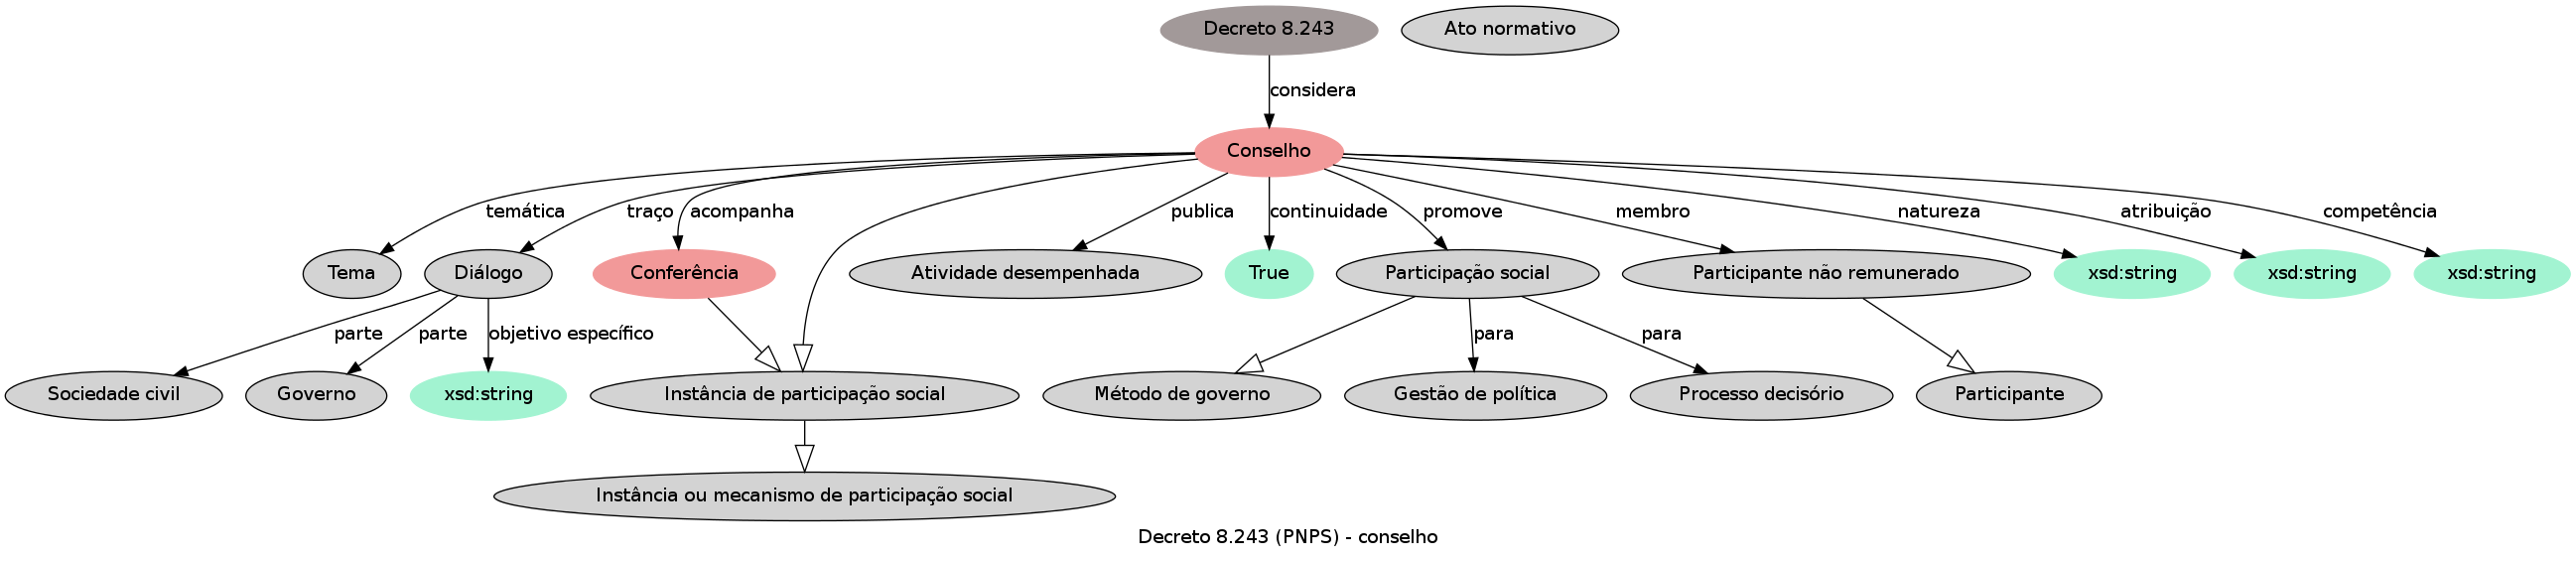 Decreto 8.243
Ato normativo
considera
Conselho
temática
traço
acompanha
publica
continuidade
promove
membro
natureza
atribuição
competência
Tema
Diálogo
Conferência
Atividade desempenhada
True
Participação social
Participante não remunerado
xsd:string
xsd:string
xsd:string
parte
parte
objetivo específico
para
para
Sociedade civil
Governo
xsd:string
Instância de participação social
Método de governo
Gestão de política
Processo decisório
Participante
Instância ou mecanismo de participação social
Decreto 8.243 (PNPS) - conselho